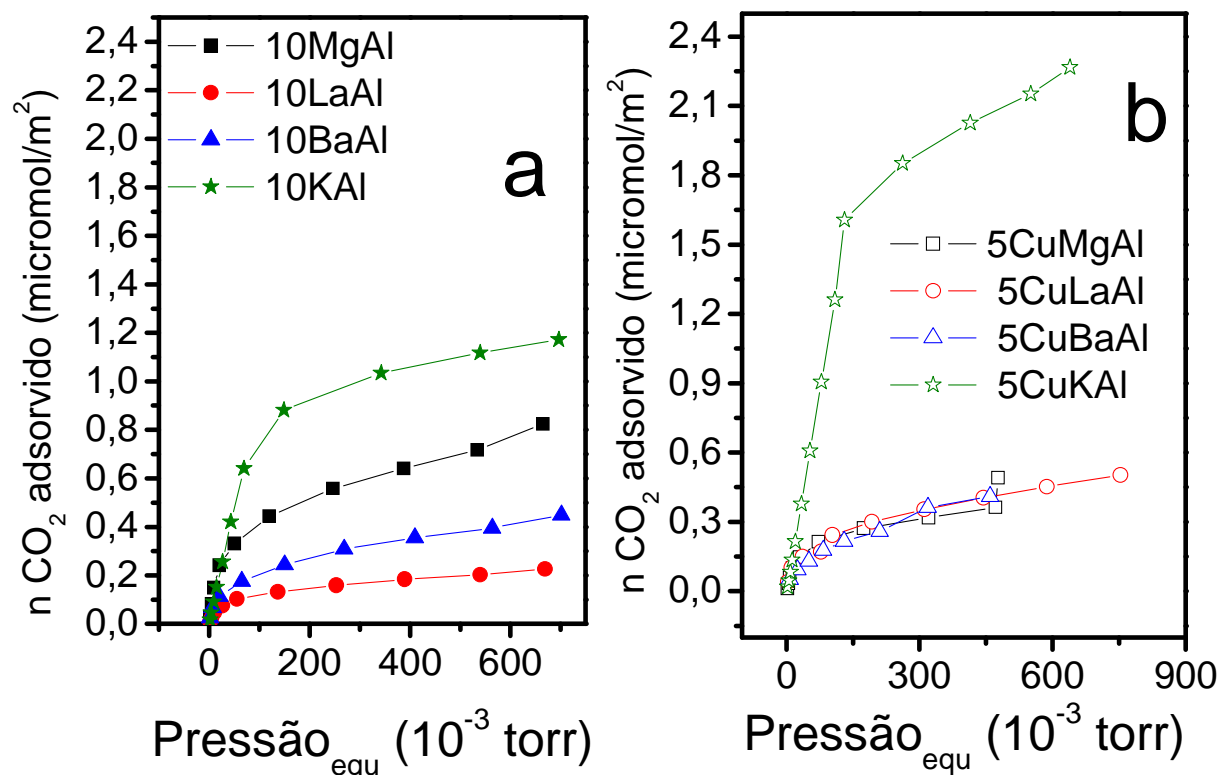 n CO₂ adsorvido (micromol/m²)
2,4
2,2
2,0
1,8
1,6
1,4
1,2
1,0
0,8
0,6
0,4
0,2
0,0
10MgAl
10LaAl
10BaAl
10KAl
a
0
200
400
600
Pressãoequ (10⁻³ torr)
n CO₂ adsorvido (micromol/m²)
2,4
2,1
1,8
1,5
1,2
0,9
0,6
0,3
0,0
b
5CuMgAl
5CuLaAl
5CuBaAl
5CuKAl
0
300
600
900
Pressãoequ (10⁻³ torr)